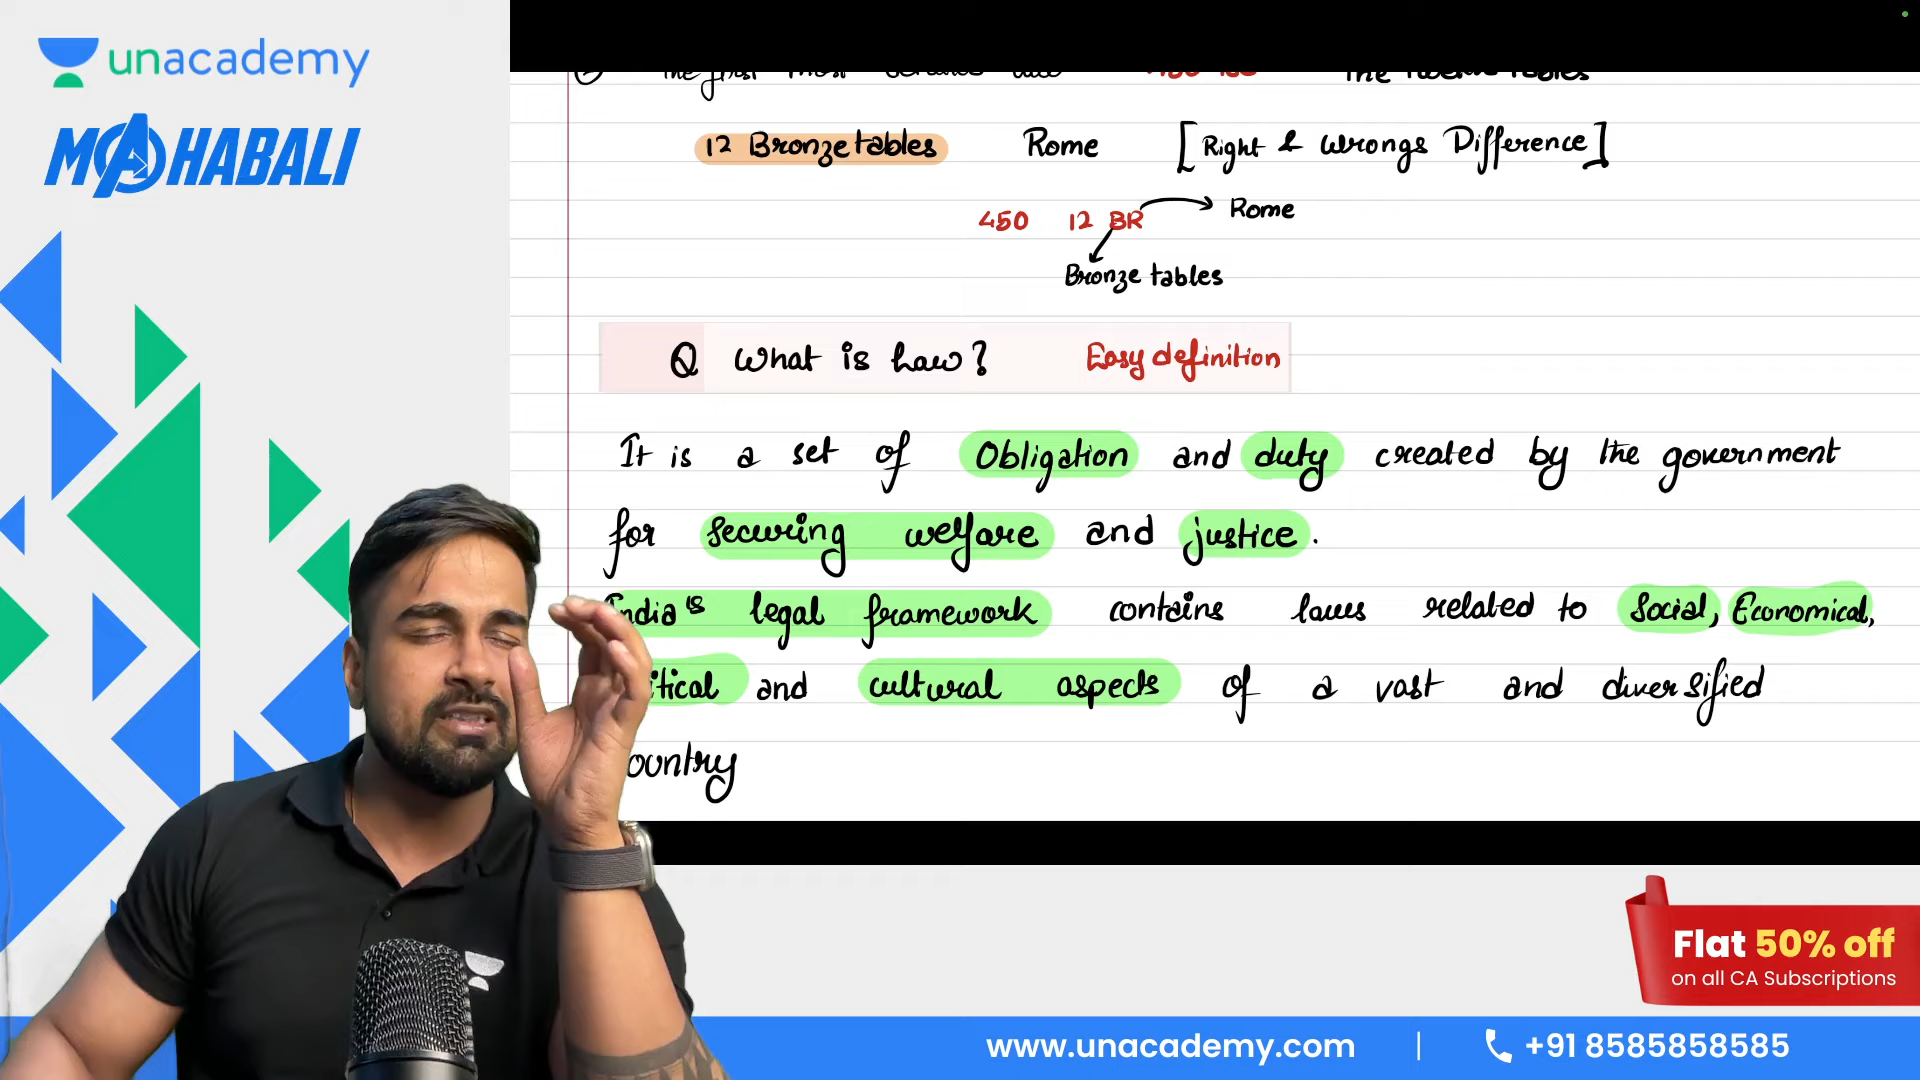 unacademy
MAHABALI
12 Bronze tables Rome [Right & Wrongs Difference]
450 12 BR Rome
Bronze tables
Q What is Law? Easy definition
It is a set of Obligation and duty created by the government
for securing welfare and justice.
India's legal framework contains laws related to Social, Economical,
itical and cultural aspects of a vast and diversified
ountry
Flat 50% off
on all CA Subscriptions
www.unacademy.com | +91 8585858585